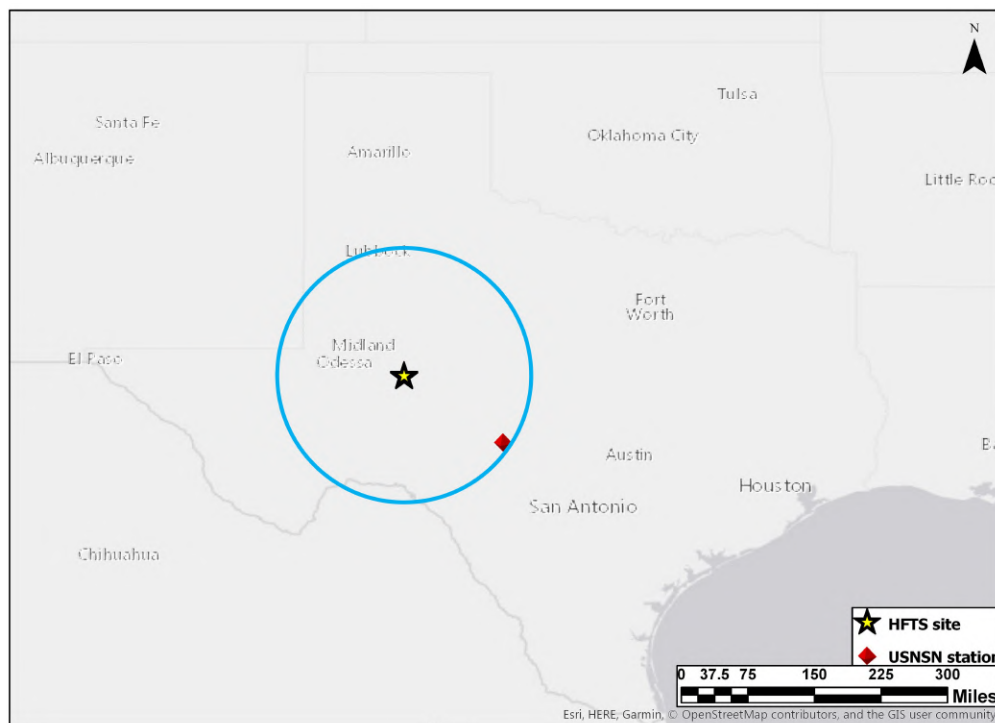 N
Tulsa
Santa Fe
Oklahoma City
Albuquerque
Amarillo
Little Roc
Lubbock
Fort
Worth
Midland
Odessa
El Paso
Austin
Ba
Houston
San Antonio
Chihuahua
HFTS site
USNSN station
0 37.5 75 150 225 300
Miles
Esri, HERE, Garmin, © OpenStreetMap contributors, and the GIS user community